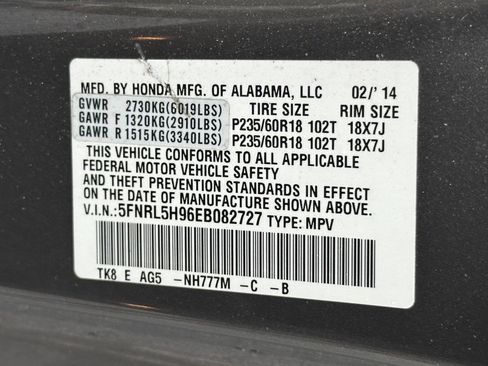 MFD. BY HONDA MFG. OF ALABAMA, LLC 02/'14
GVWR 2730KG(6019LBS) TIRE SIZE RIM SIZE
GAWR F 1320KG(2910LBS) P235/60R18 102T 18X7J
GAWR R 1515KG(3340LBS) P235/60R18 102T 18X7J
THIS VEHICLE CONFORMS TO ALL APPLICABLE
FEDERAL MOTOR VEHICLE SAFETY
AND THEFT PREVENTION STANDARDS IN EFFECT
ON THE DATE OF MANUFACTURE SHOWN ABOVE.
V.I.N.:5FNRL5H96EB082727 TYPE: MPV
TK8 E AG5 -NH777M -C -B